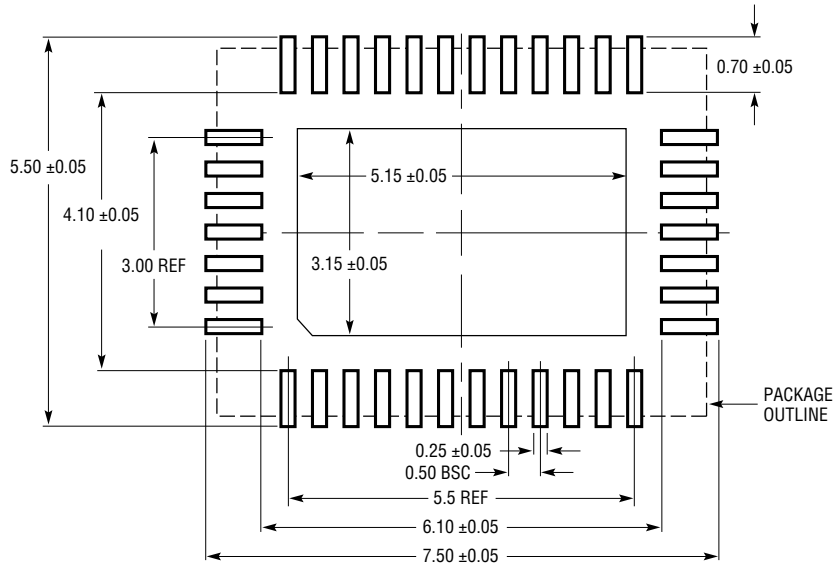 0.70 ±0.05
5.50 ±0.05
5.15 ±0.05
4.10 ±0.05
3.00 REF
3.15 ±0.05
PACKAGE
OUTLINE
0.25 ±0.05
0.50 BSC
5.5 REF
6.10 ±0.05
7.50 ±0.05